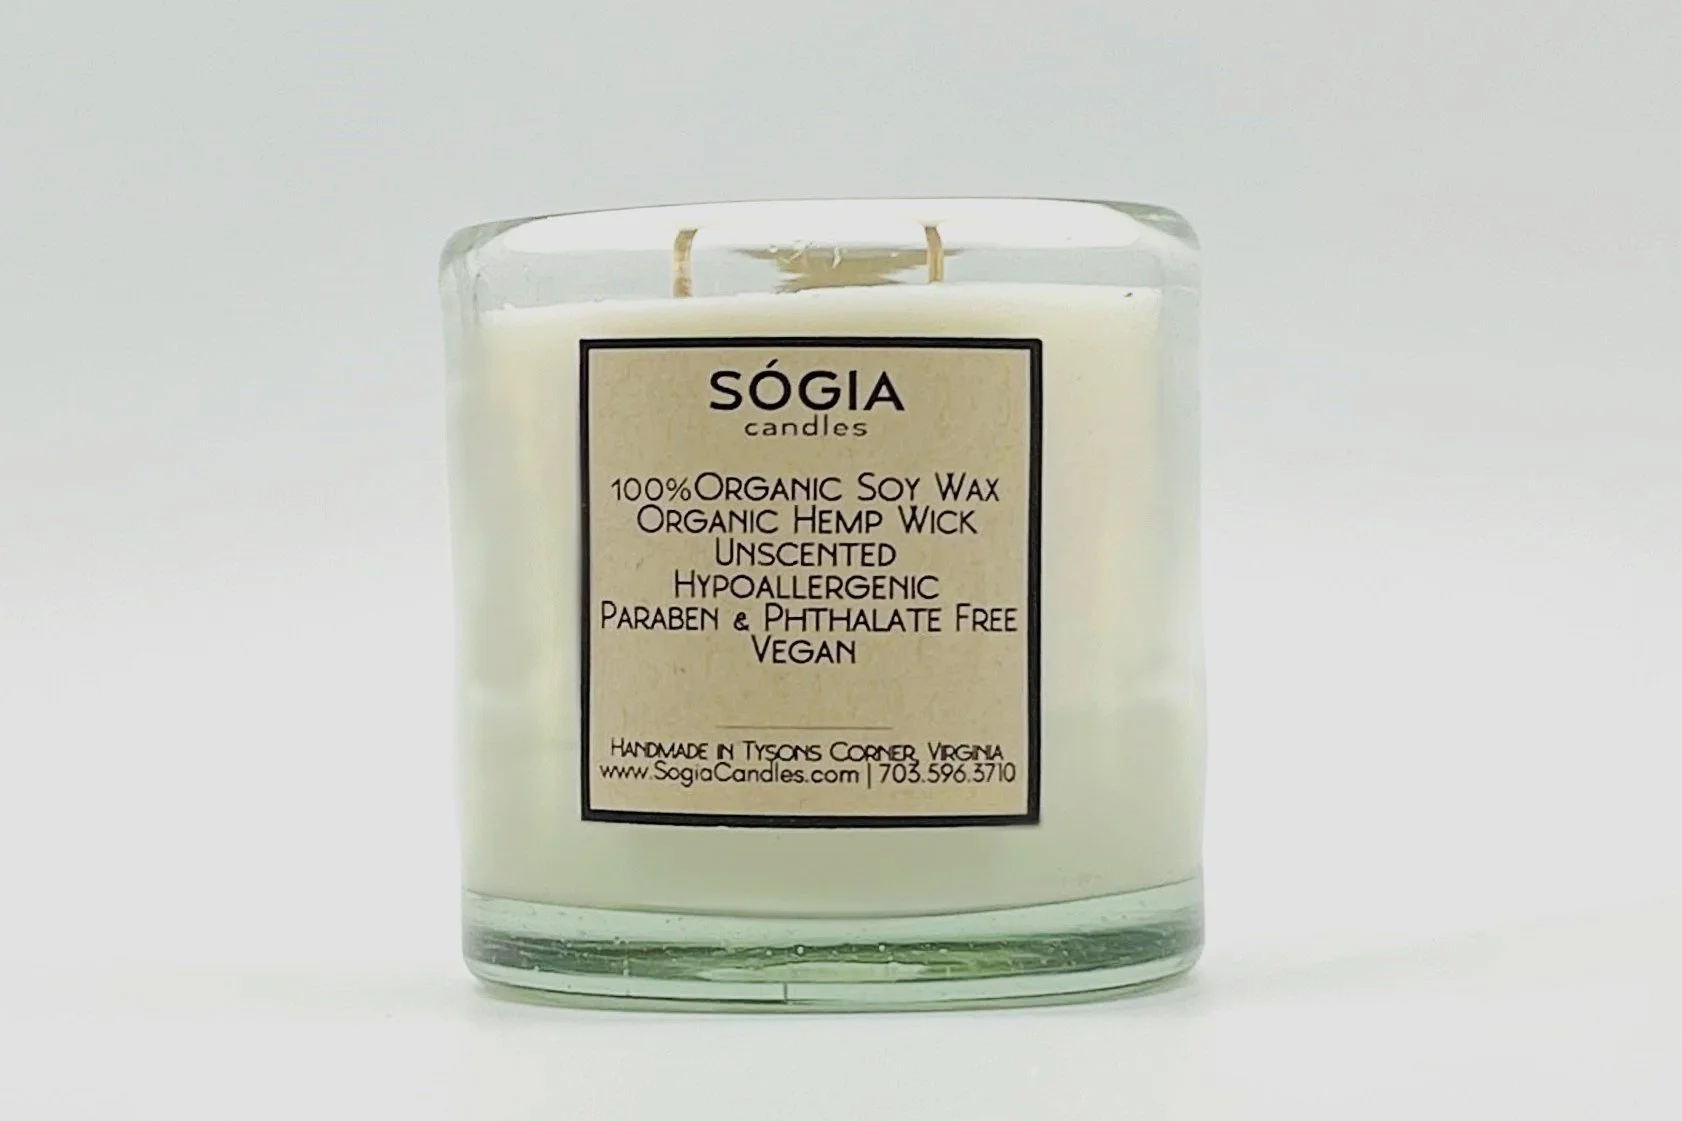 SÓGIA
candles
100%ORGANIC SOY WAX
ORGANIC HEMP WICK
UNSCENTED
HYPOALLERGENIC
PARABEN & PHTHALATE FREE
VEGAN
HANDMADE IN TYSONS CORNER, VIRGINIA
www.SogiaCandles.com | 703.596.3710